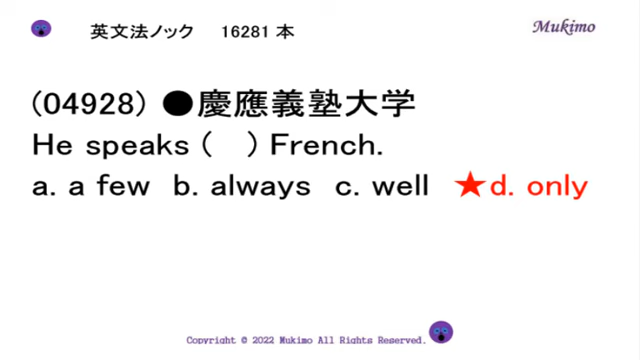 英文法ノック 16281 本
Mukimo
(04928) ●慶應義塾大学
He speaks ( ) French.
a. a few b. always c. well ★d. only
Copyright © 2022 Mukimo All Rights Reserved.